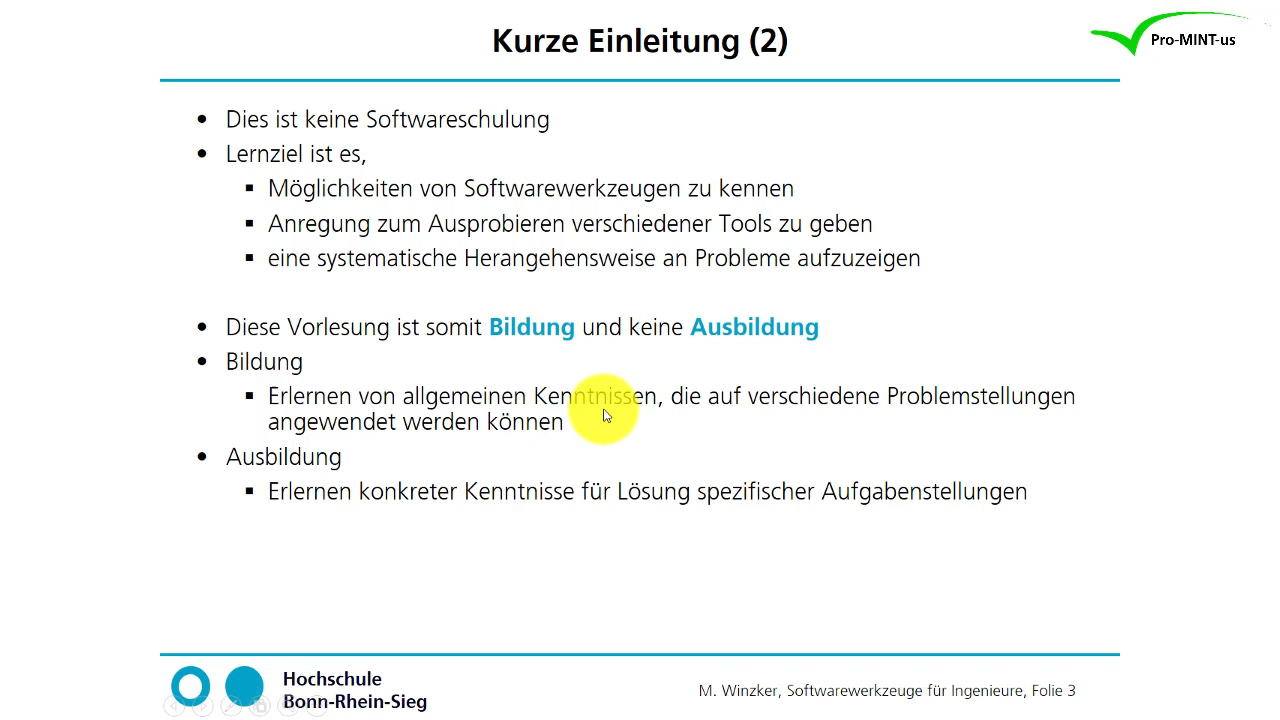 Kurze Einleitung (2)
Pro-MINT-us
• Dies ist keine Softwareschulung
• Lernziel ist es,
▪ Möglichkeiten von Softwarewerkzeugen zu kennen
▪ Anregung zum Ausprobieren verschiedener Tools zu geben
▪ eine systematische Herangehensweise an Probleme aufzuzeigen
• Diese Vorlesung ist somit Bildung und keine Ausbildung
• Bildung
▪ Erlernen von allgemeinen Kenntnissen, die auf verschiedene Problemstellungen
angewendet werden können
• Ausbildung
▪ Erlernen konkreter Kenntnisse für Lösung spezifischer Aufgabenstellungen
Hochschule
Bonn-Rhein-Sieg
M. Winzker, Softwarewerkzeuge für Ingenieure, Folie 3